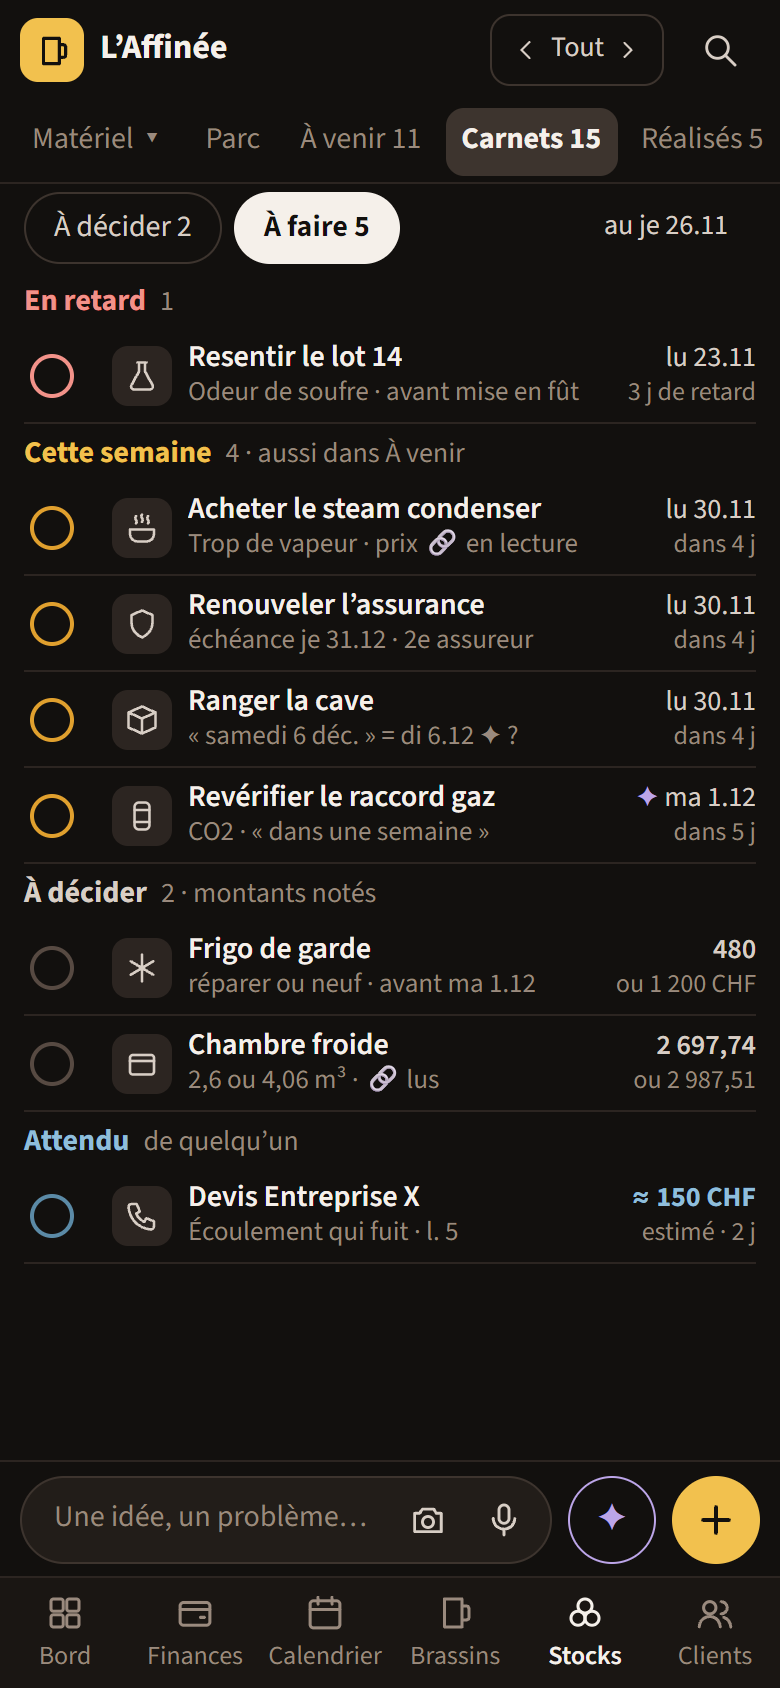 L’Affinée
Tout
Matériel ▼ Parc À venir 11 Carnets 15 Réalisés 5
À décider 2 À faire 5 au je 26.11
En retard 1
Resentir le lot 14 lu 23.11
Odeur de soufre · avant mise en fût 3 j de retard
Cette semaine 4 · aussi dans À venir
Acheter le steam condenser lu 30.11
Trop de vapeur · prix 🔗 en lecture dans 4 j
Renouveler l’assurance lu 30.11
échéance je 31.12 · 2e assureur dans 4 j
Ranger la cave lu 30.11
« samedi 6 déc. » = di 6.12 ✦ ? dans 4 j
Revérifier le raccord gaz ✦ ma 1.12
CO2 · « dans une semaine » dans 5 j
À décider 2 · montants notés
Frigo de garde 480
réparer ou neuf · avant ma 1.12 ou 1 200 CHF
Chambre froide 2 697,74
2,6 ou 4,06 m³ · 🔗 lus ou 2 987,51
Attendu de quelqu’un
Devis Entreprise X ≈ 150 CHF
Écoulement qui fuit · l. 5 estimé · 2 j
Une idée, un problème…
Bord Finances Calendrier Brassins Stocks Clients